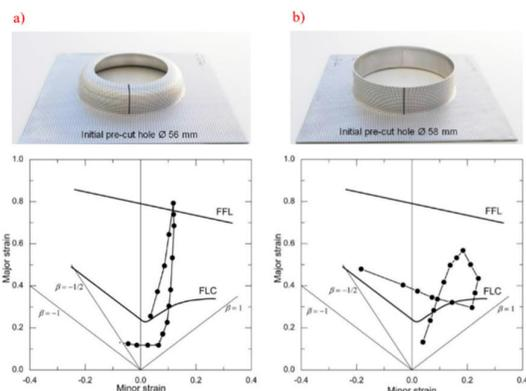 a)
b)
Initial pre-cut hole Ø 56 mm
Initial pre-cut hole Ø 58 mm
1.0
0.8
0.6
0.4
0.2
0.0
-0.4
-0.2
0.0
0.2
0.4
Major strain
Minor strain
FFL
FLC
β = -1/2
β = -1
β = 1
1.0
0.8
0.6
0.4
0.2
0.0
-0.4
-0.2
0.0
0.2
0.4
Major strain
Minor strain
FFL
FLC
β = -1/2
β = -1
β = 1